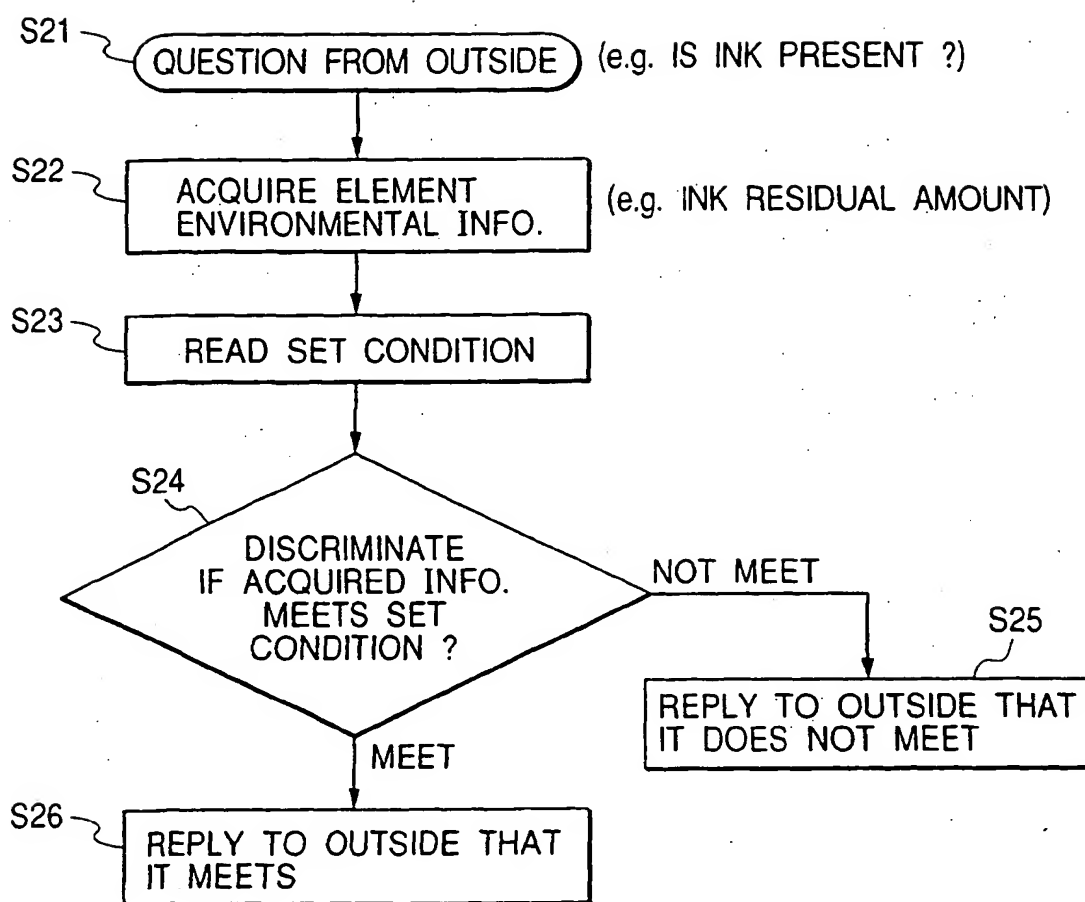 S21
QUESTION FROM OUTSIDE (e.g. IS INK PRESENT ?)
S22
ACQUIRE ELEMENT
ENVIRONMENTAL INFO.
(e.g. INK RESIDUAL AMOUNT)
S23
READ SET CONDITION
S24
DISCRIMINATE
IF ACQUIRED INFO.
MEETS SET
CONDITION ?
NOT MEET
S25
REPLY TO OUTSIDE THAT
IT DOES NOT MEET
MEET
S26
REPLY TO OUTSIDE THAT
IT MEETS